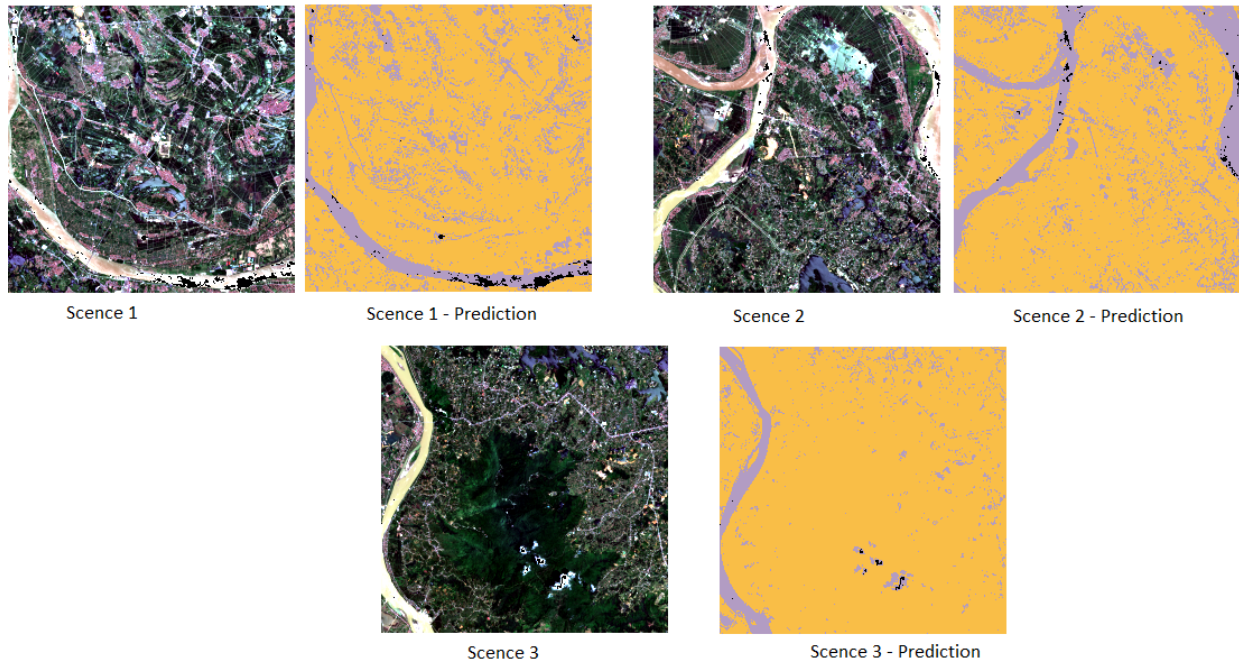 Scence 1
Scence 1 - Prediction
Scence 2
Scence 2 - Prediction
Scence 3
Scence 3 - Prediction